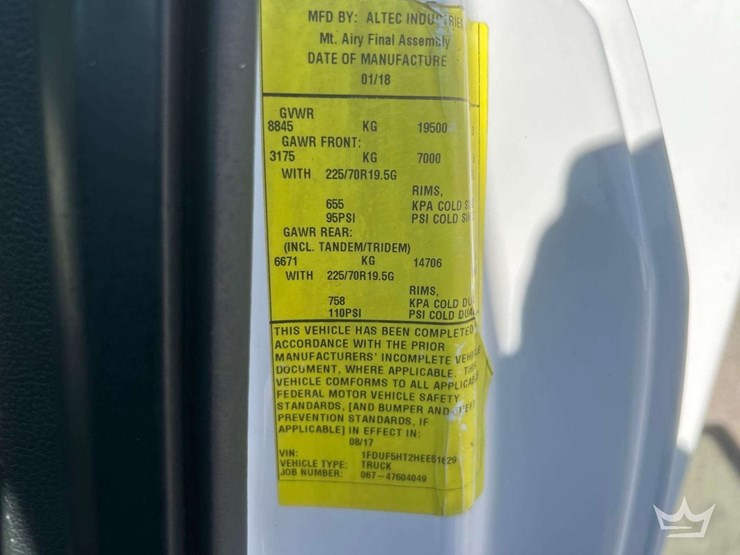 MFD BY: ALTEC INDUSTRIES
Mt. Airy Final Assembly
DATE OF MANUFACTURE
01/18
GVWR
8845 KG 19500
GAWR FRONT:
3175 KG 7000
WITH 225/70R19.5G
RIMS,
655 KPA COLD
95PSI PSI COLD
GAWR REAR:
(INCL. TANDEM/TRIDEM)
6671 KG 14706
WITH 225/70R19.5G
RIMS,
758 KPA COLD
110PSI PSI COLD DUAL
THIS VEHICLE HAS BEEN COMPLETED
ACCORDANCE WITH THE PRIOR
MANUFACTURERS' INCOMPLETE VEHICLE
DOCUMENT, WHERE APPLICABLE.
VEHICLE COMFORMS TO ALL
FEDERAL MOTOR VEHICLE SAFETY
STANDARDS, [AND BUMPER AND
PREVENTION STANDARDS, IF
APPLICABLE] IN EFFECT IN:
08/17
VIN:
VEHICLE TYPE: TRUCK
JOB NUMBER: 067-47604049